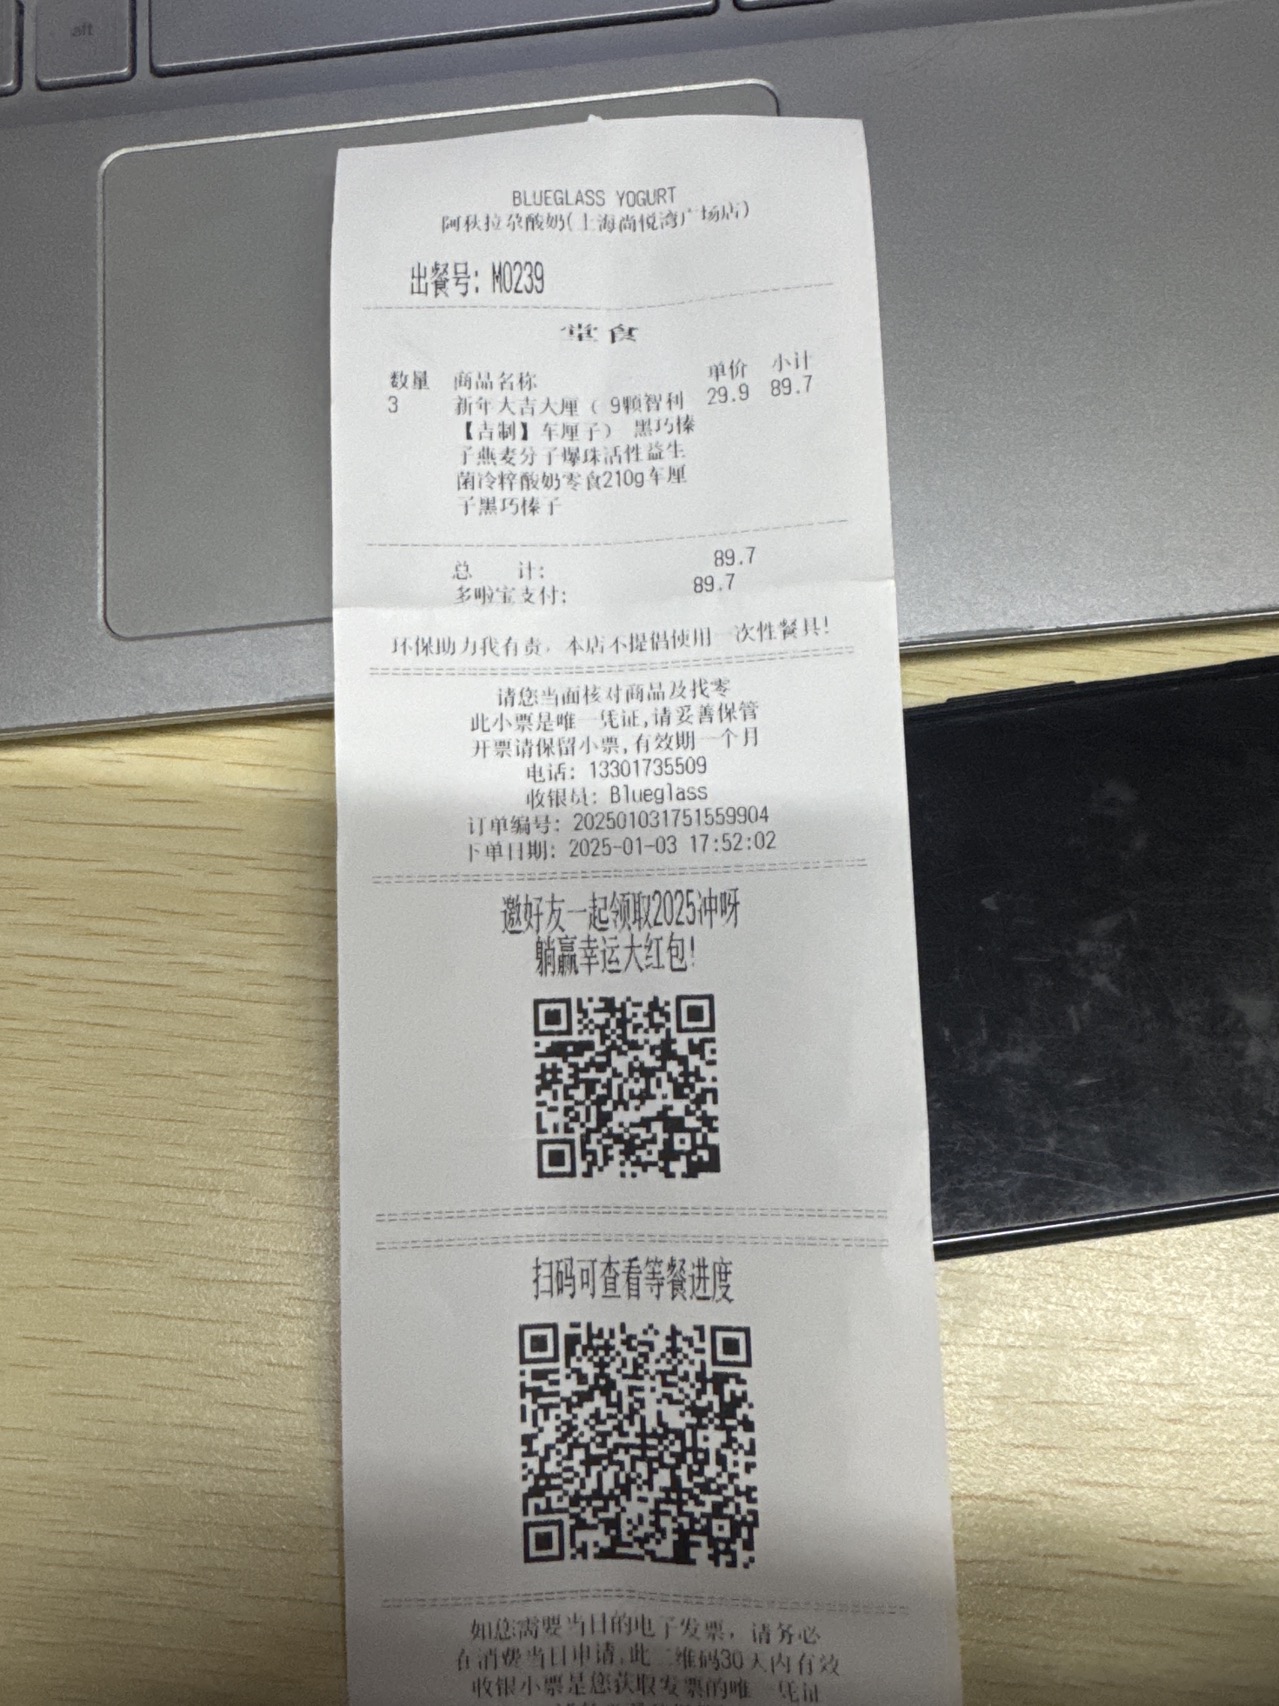 alt
BLUEGLASS YOGURT
阿秋拉尕酸奶(上海尚悦湾广场店)
出餐号: M0239
堂食
数量 商品名称 单价 小计
3 新年大吉大厘（ 9颗智利 29.9 89.7
【吉制】车厘子） 黑巧榛
子燕麦分子爆珠活性益生
菌冷粹酸奶零食210g车厘
子黑巧榛子
总 计: 89.7
多啦宝支付: 89.7
环保助力我有责，本店不提倡使用一次性餐具!
请您当面核对商品及找零
此小票是唯一凭证,请妥善保管
开票请保留小票,有效期一个月
电话: 13301735509
收银员: Blueglass
订单编号: 202501031751559904
下单日期: 2025-01-03 17:52:02
邀好友一起领取2025冲呀
躺赢幸运大红包!
扫码可查看等餐进度
如您需要当日的电子发票，请务必
在消费当日申请,此二维码30天内有效
收银小票是您获取发票的唯一凭证